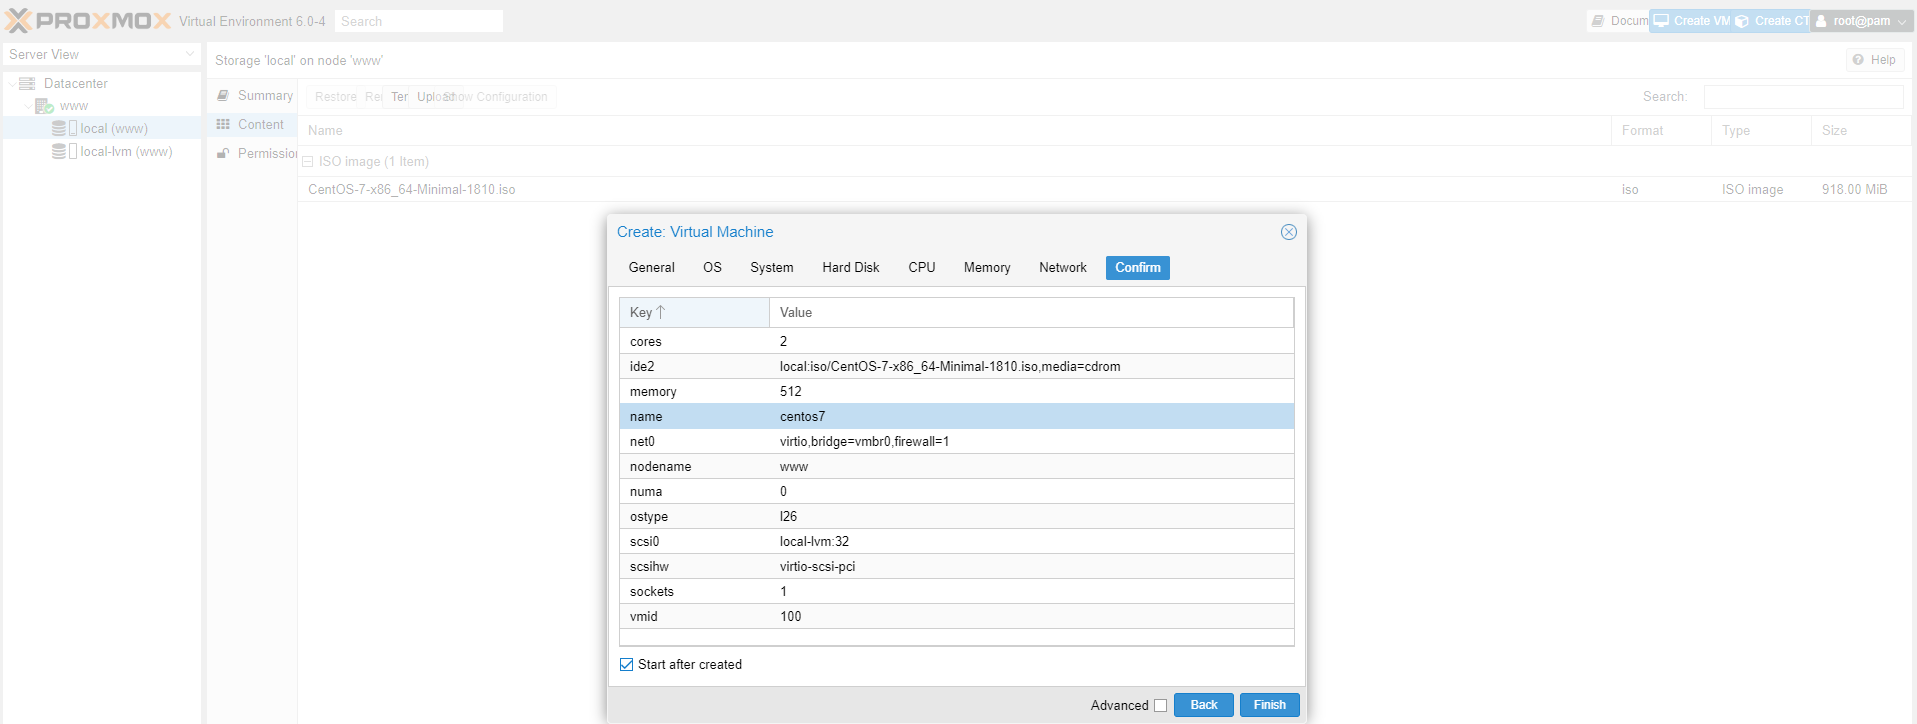 PROXMOX Virtual Environment 6.0-4 Search Docum Create VM Create CT root@pam
Server View
Storage 'local' on node 'www' Help
Datacenter
www
local (www)
local-lvm (www)
Summary
Content
Permission
Restore Re Ter Upload Show Configuration Search:
Name Format Type Size
ISO image (1 Item)
CentOS-7-x86_64-Minimal-1810.iso iso ISO image 918.00 MiB
Create: Virtual Machine
General OS System Hard Disk CPU Memory Network Confirm
Key Value
cores 2
ide2 local:iso/CentOS-7-x86_64-Minimal-1810.iso,media=cdrom
memory 512
name centos7
net0 virtio,bridge=vmbr0,firewall=1
nodename www
numa 0
ostype l26
scsi0 local-lvm:32
scsihw virtio-scsi-pci
sockets 1
vmid 100
Start after created
Advanced Back Finish